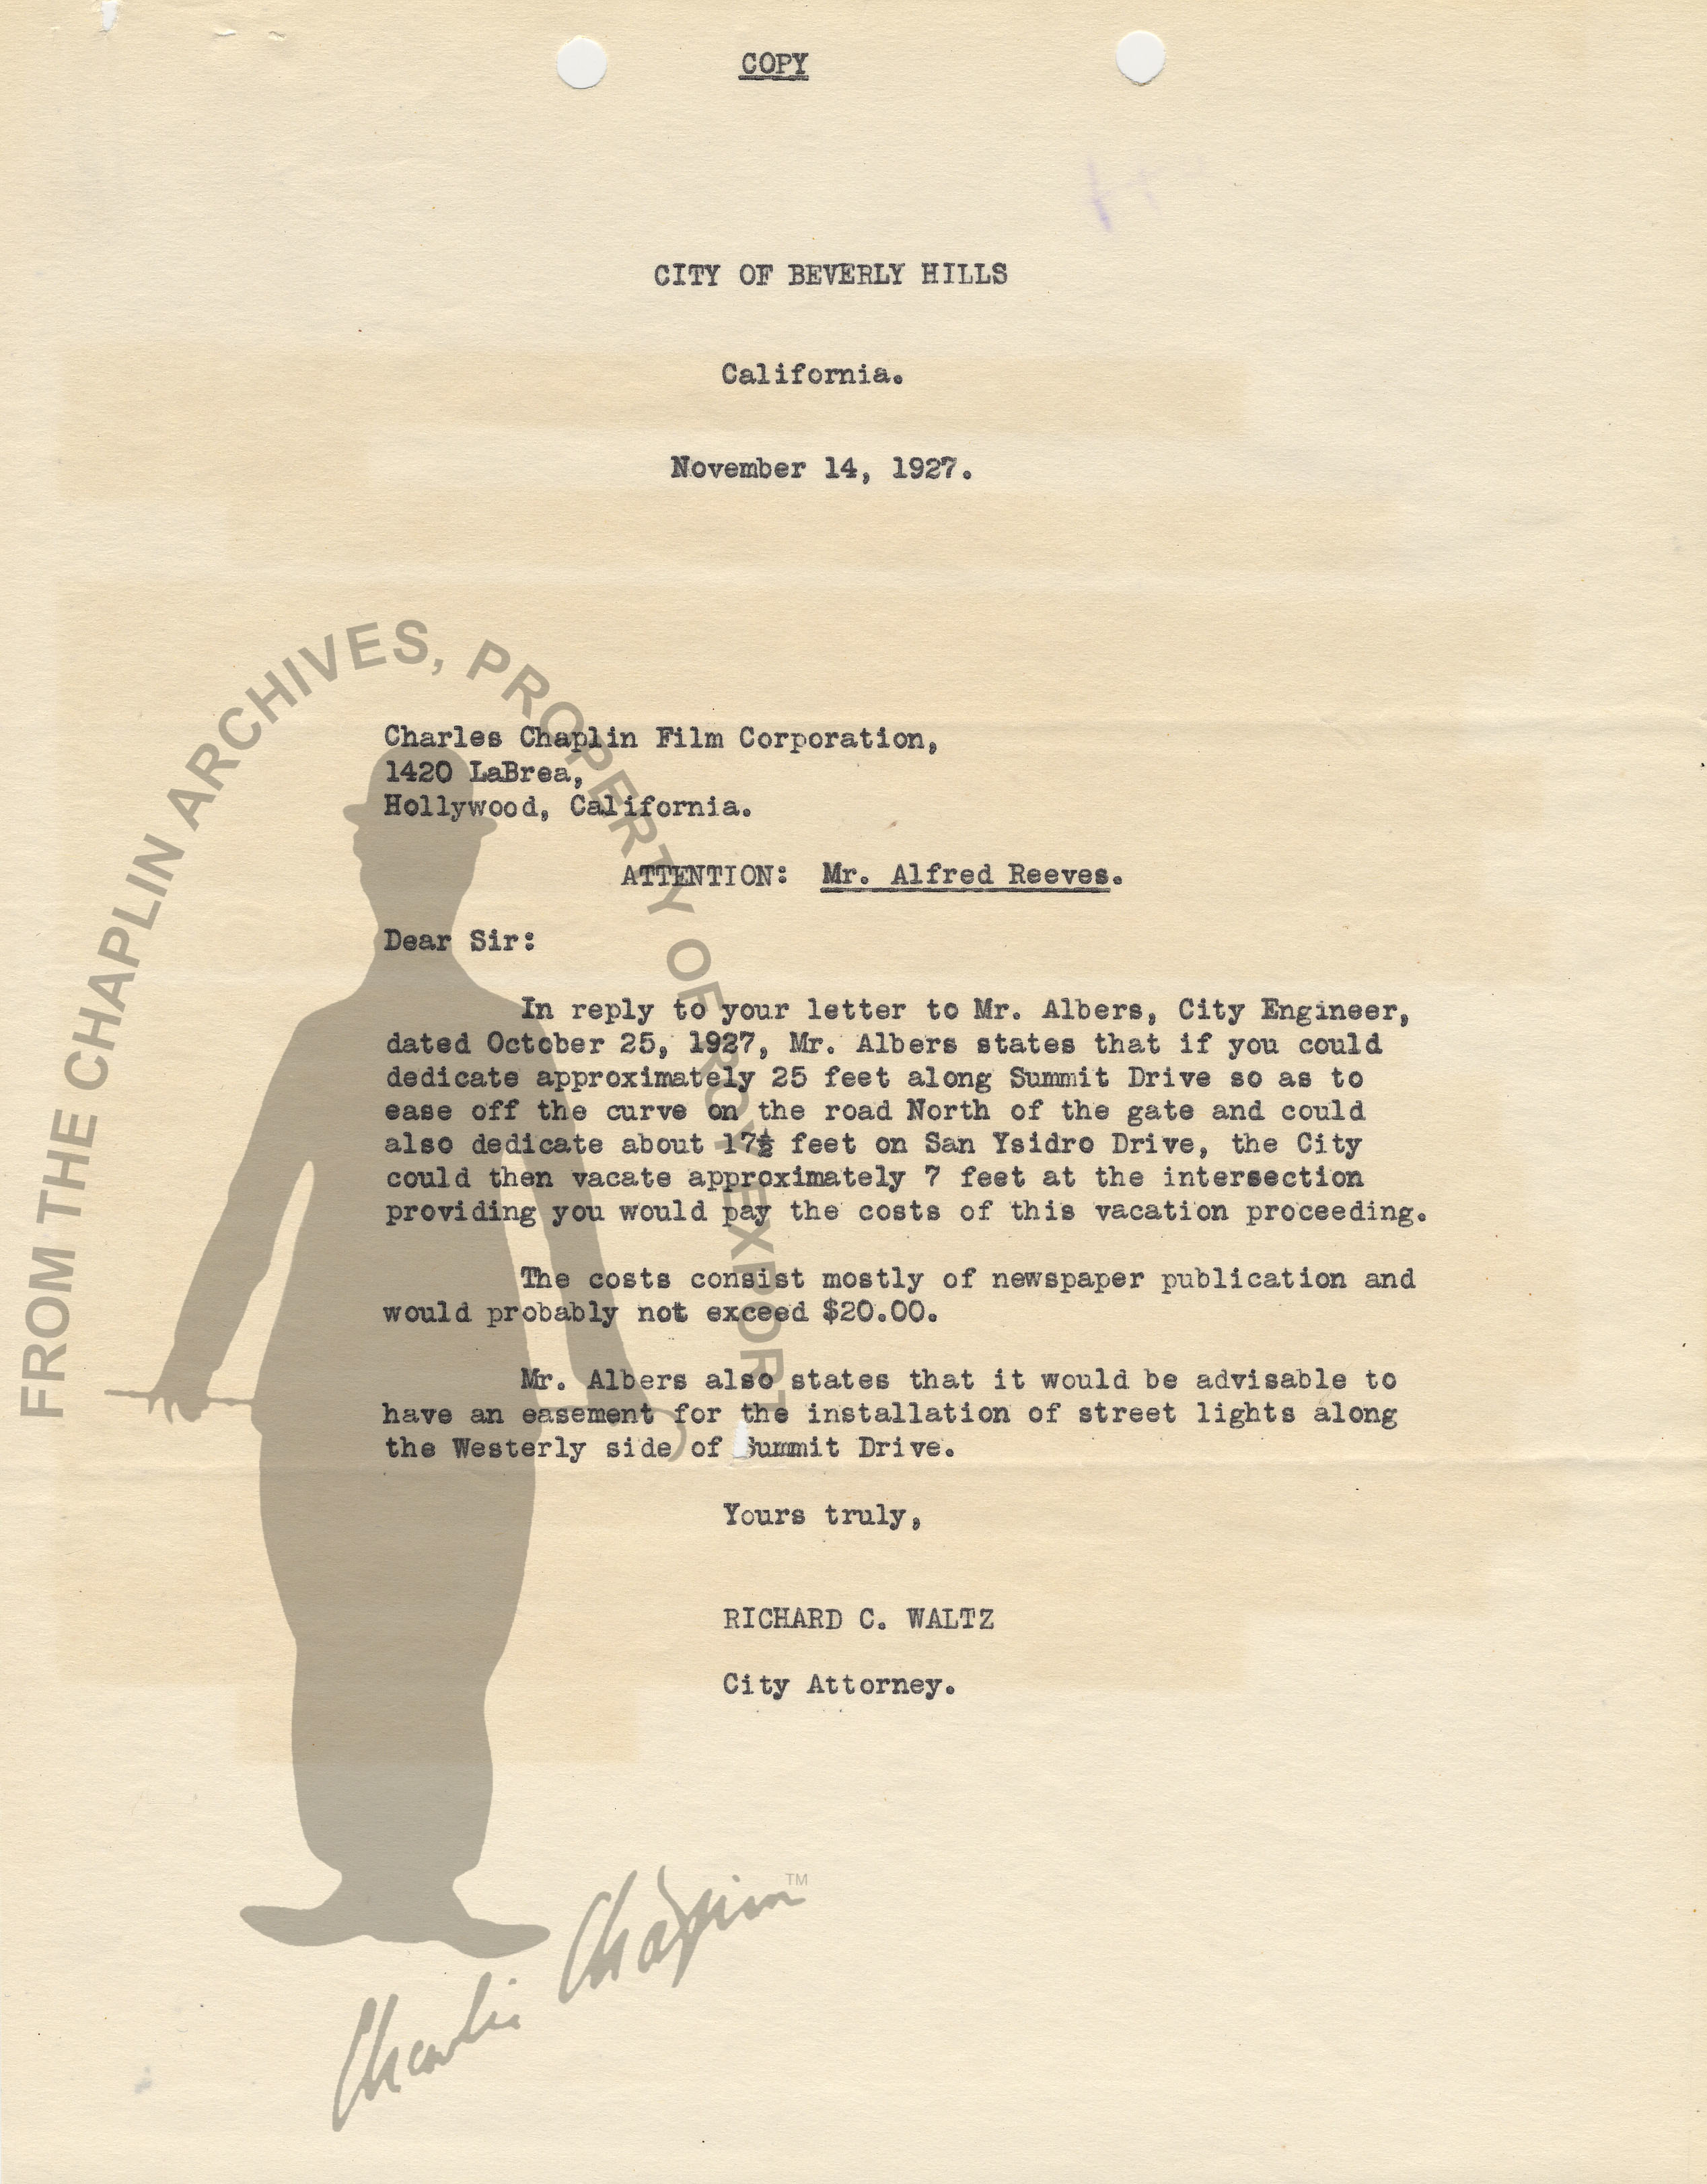 COPY
CITY OF BEVERLY HILLS
California.
November 14, 1927.
Charles Chaplin Film Corporation,
1420 LaBrea,
Hollywood, California.
ATTENTION: Mr. Alfred Reeves.
Dear Sir:
In reply to your letter to Mr. Albers, City Engineer,
dated October 25, 1927, Mr. Albers states that if you could
dedicate approximately 25 feet along Summit Drive so as to
ease off the curve on the road North of the gate and could
also dedicate about 17½ feet on San Ysidro Drive, the City
could then vacate approximately 7 feet at the intersection
providing you would pay the costs of this vacation proceeding.
The costs consist mostly of newspaper publication and
would probably not exceed $20.00.
Mr. Albers also states that it would be advisable to
have an easement for the installation of street lights along
the Westerly side of Summit Drive.
Yours truly,
RICHARD C. WALTZ
City Attorney.
FROM THE CHAPLIN ARCHIVES, PROPERTY OF ROY EXPORT
Charlie Chaplin™